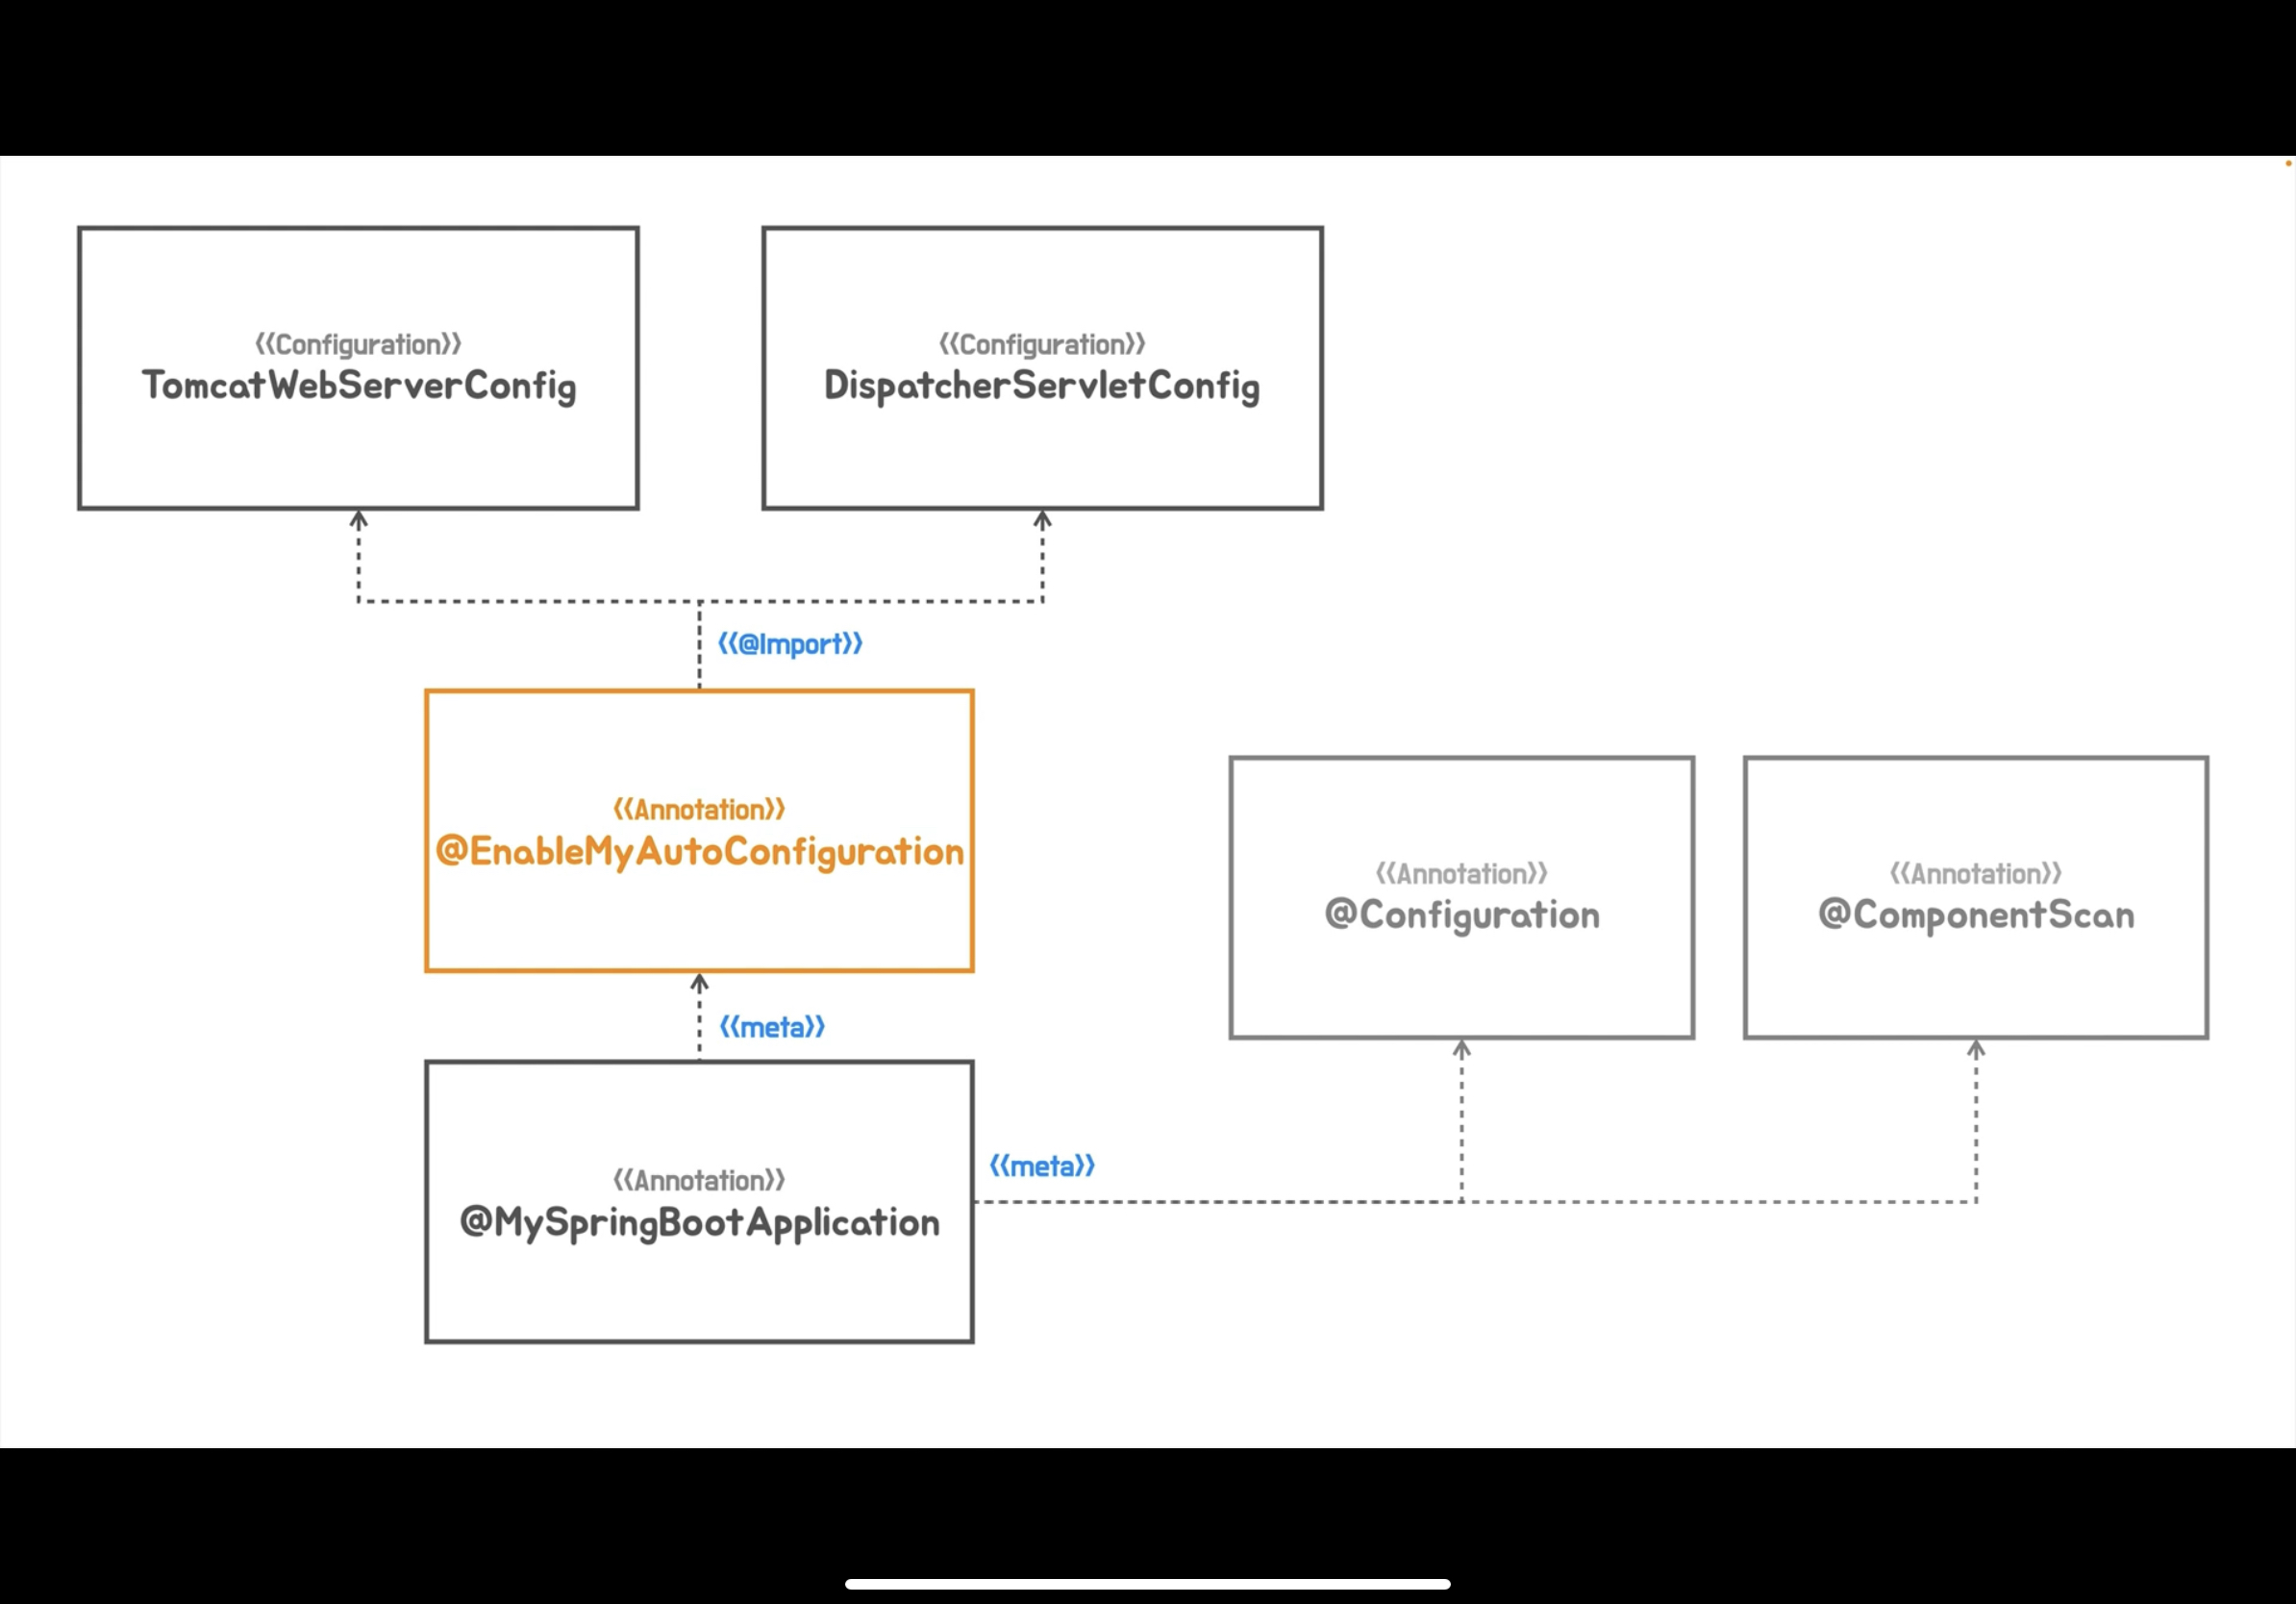 《Configuration》
TomcatWebServerConfig
《Configuration》
DispatcherServletConfig
《@Import》
《Annotation》
@EnableMyAutoConfiguration
《Annotation》
@Configuration
《Annotation》
@ComponentScan
《meta》
《meta》
《Annotation》
@MySpringBootApplication